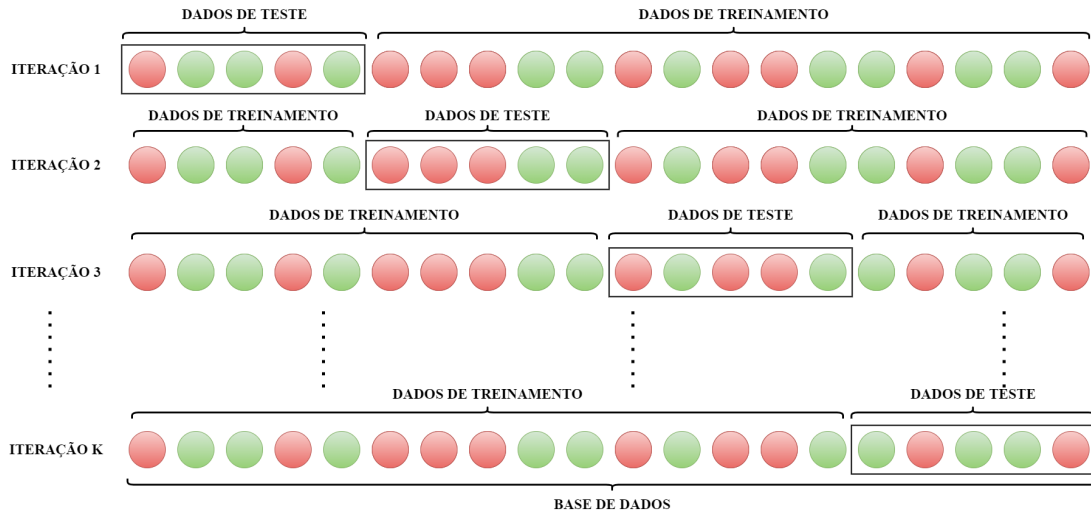 DADOS DE TESTE DADOS DE TREINAMENTO
ITERAÇÃO 1
DADOS DE TREINAMENTO DADOS DE TESTE DADOS DE TREINAMENTO
ITERAÇÃO 2
DADOS DE TREINAMENTO DADOS DE TESTE DADOS DE TREINAMENTO
ITERAÇÃO 3
DADOS DE TREINAMENTO DADOS DE TESTE
ITERAÇÃO K
BASE DE DADOS